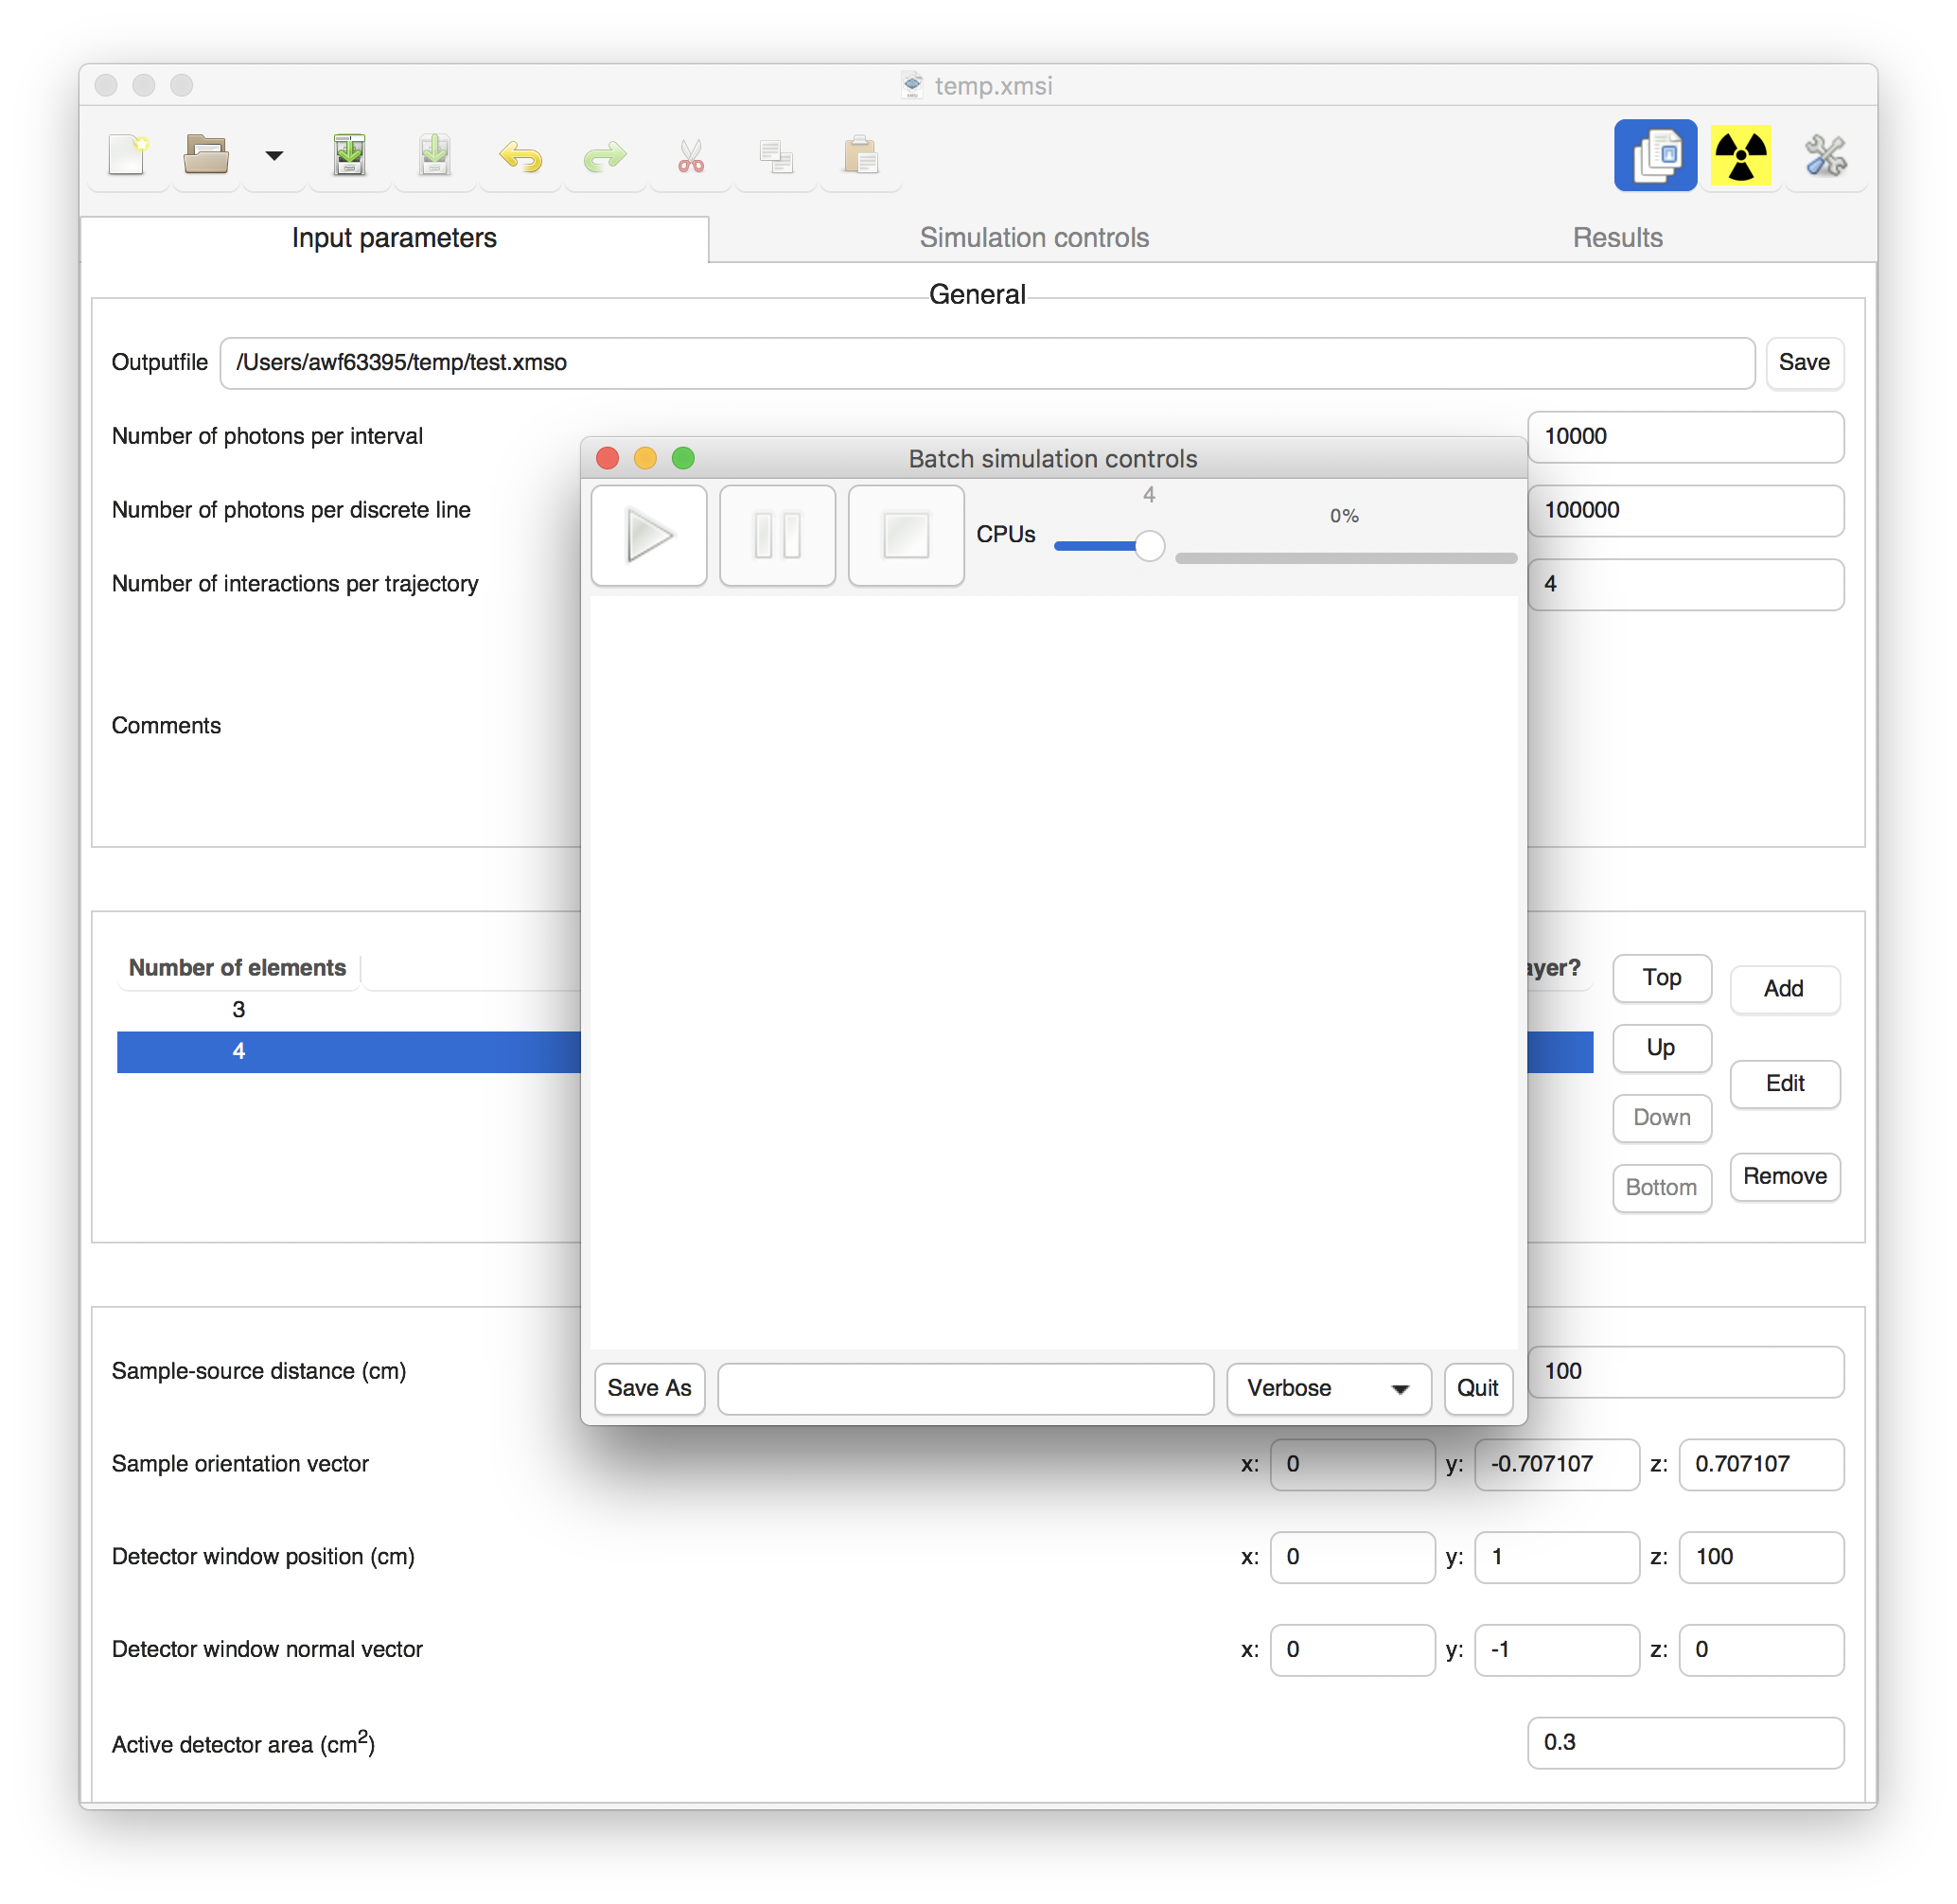 temp.xmsi
Input parameters
Simulation controls
Results
General
Outputfile
/Users/awf63395/temp/test.xmso
Save
Number of photons per interval
10000
Number of photons per discrete line
100000
Number of interactions per trajectory
4
Comments
Batch simulation controls
CPUs
4
0%
Save As
Verbose
Quit
Number of elements
ayer?
3
4
Top
Up
Down
Bottom
Add
Edit
Remove
Sample-source distance (cm)
100
Sample orientation vector
x: 0 y: -0.707107 z: 0.707107
Detector window position (cm)
x: 0 y: 1 z: 100
Detector window normal vector
x: 0 y: -1 z: 0
Active detector area (cm²)
0.3